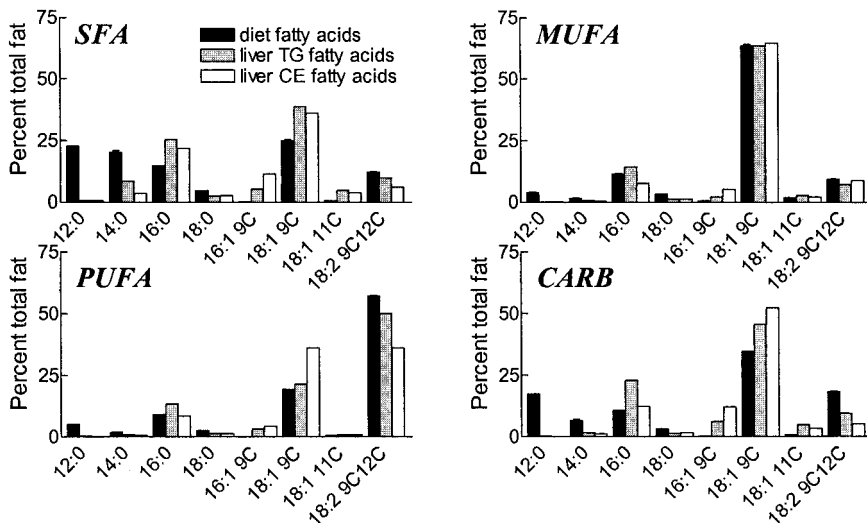 SFA
diet fatty acids
liver TG fatty acids
liver CE fatty acids
Percent total fat
75
50
25
0
12:0
14:0
16:0
18:0
16:1 9C
18:1 9C
18:1 11C
18:2 9C12C
MUFA
Percent total fat
75
50
25
0
12:0
14:0
16:0
18:0
16:1 9C
18:1 9C
18:1 11C
18:2 9C12C
PUFA
Percent total fat
75
50
25
0
12:0
14:0
16:0
18:0
16:1 9C
18:1 9C
18:1 11C
18:2 9C12C
CARB
Percent total fat
75
50
25
0
12:0
14:0
16:0
18:0
16:1 9C
18:1 9C
18:1 11C
18:2 9C12C